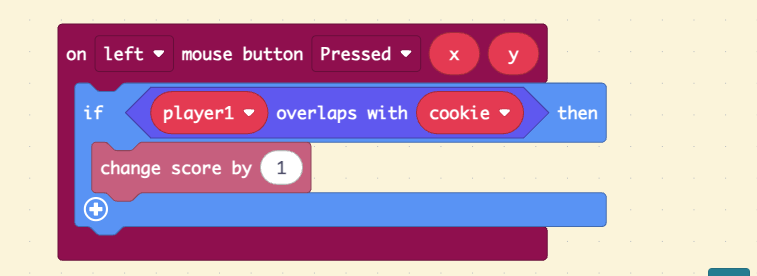 on left mouse button Pressed x y
if player1 overlaps with cookie then
change score by 1